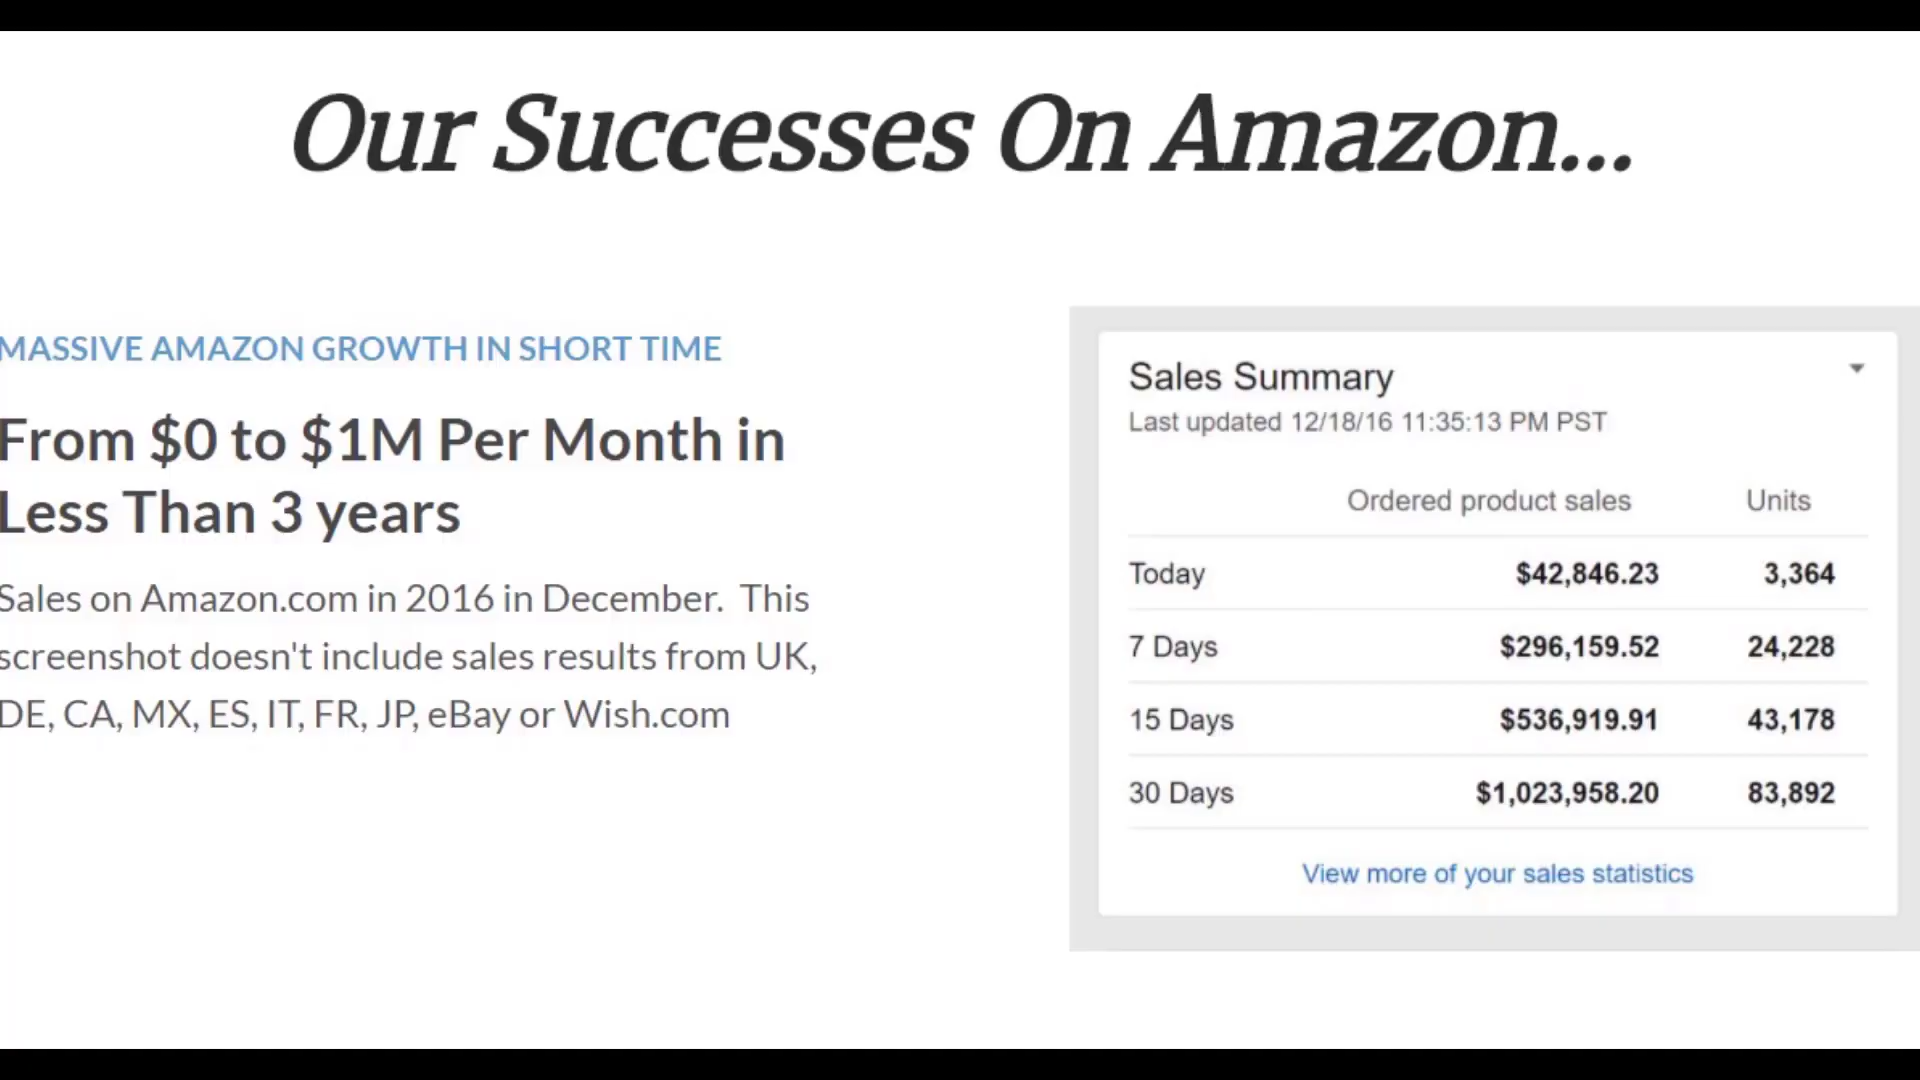 Our Successes On Amazon...
MASSIVE AMAZON GROWTH IN SHORT TIME
From $0 to $1M Per Month in
Less Than 3 years
Sales on Amazon.com in 2016 in December.  This
screenshot doesn't include sales results from UK,
DE, CA, MX, ES, IT, FR, JP, eBay or Wish.com
Sales Summary
Last updated 12/18/16 11:35:13 PM PST
Ordered product sales Units
Today $42,846.23 3,364
7 Days $296,159.52 24,228
15 Days $536,919.91 43,178
30 Days $1,023,958.20 83,892
View more of your sales statistics